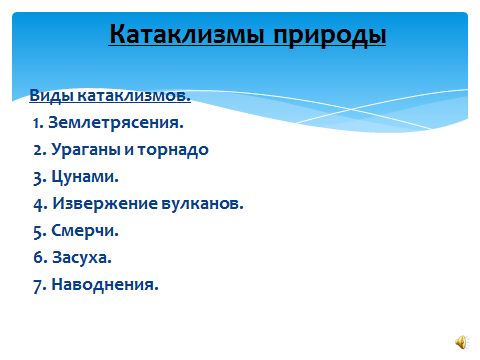 Катаклизмы природы
Виды катаклизмов.
1. Землетрясения.
2. Ураганы и торнадо
3. Цунами.
4. Извержение вулканов.
5. Смерчи.
6. Засуха.
7. Наводнения.